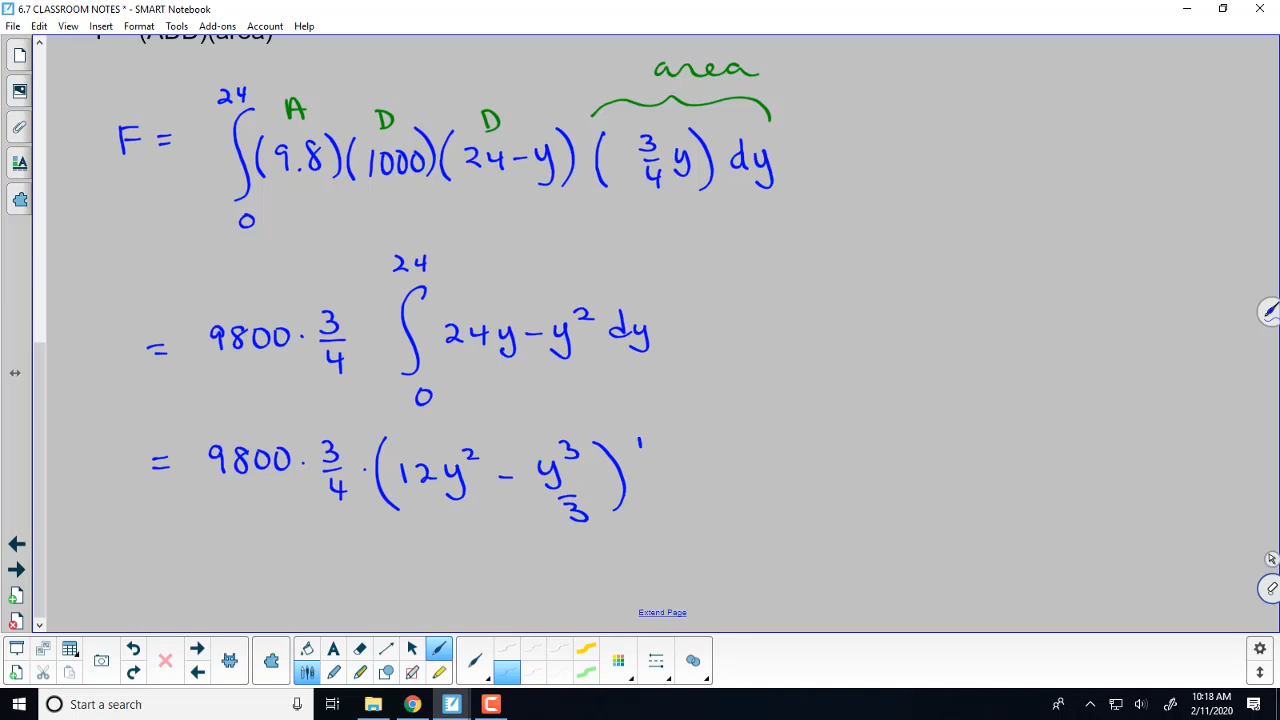 6.7 CLASSROOM NOTES * - SMART Notebook
File Edit View Insert Format Tools Add-ons Account Help
(ADD)(area)
area
24
A D D
F = ∫ (9.8)(1000)(24-y)( 3/4 y) dy
0
24
= 9800 · 3/4 ∫ 24y - y² dy
0
= 9800 · 3/4 · (12y² - y³/3)
Extend Page
Start a search
10:18 AM
2/11/2020